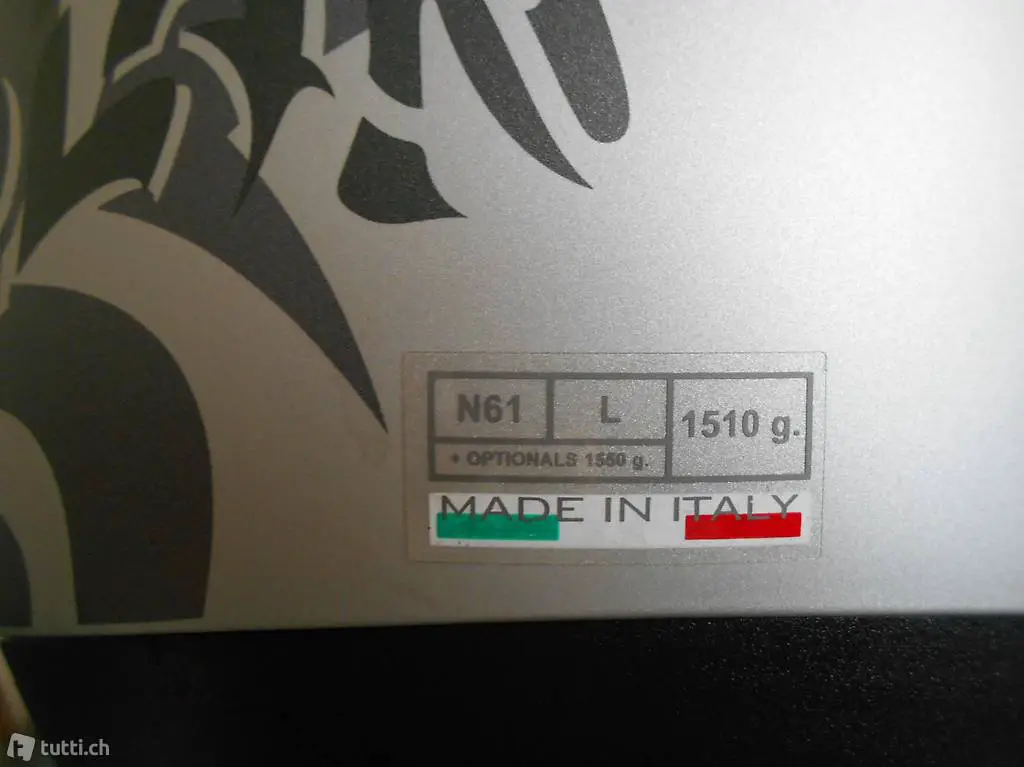 N61 L 1510 g.
+ OPTIONALS 1550 g.
MADE IN ITALY
tutti.ch